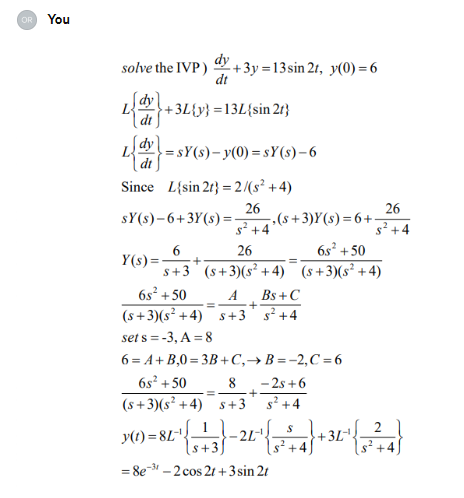 DR You
solve the IVP ) dy/dt + 3y = 13 sin 2t, y(0) = 6
L{dy/dt} + 3L{y} = 13L{sin 2t}
L{dy/dt} = sY(s) – y(0) = sY(s) – 6
Since L{sin 2t} = 2/(s² + 4)
sY(s) – 6 + 3Y(s) = 26/(s² + 4), (s + 3)Y(s) = 6 + 26/(s² + 4)
Y(s) = 6/(s + 3) + 26/((s + 3)(s² + 4)) = (6s² + 50)/((s + 3)(s² + 4))
(6s² + 50)/((s + 3)(s² + 4)) = A/(s + 3) + (Bs + C)/(s² + 4)
set s = -3, A = 8
6 = A + B, 0 = 3B + C, → B = –2, C = 6
(6s² + 50)/((s + 3)(s² + 4)) = 8/(s + 3) + (–2s + 6)/(s² + 4)
y(t) = 8L⁻¹{1/(s + 3)} – 2L⁻¹{s/(s² + 4)} + 3L⁻¹{2/(s² + 4)}
= 8e⁻³ᵗ – 2 cos 2t + 3 sin 2t